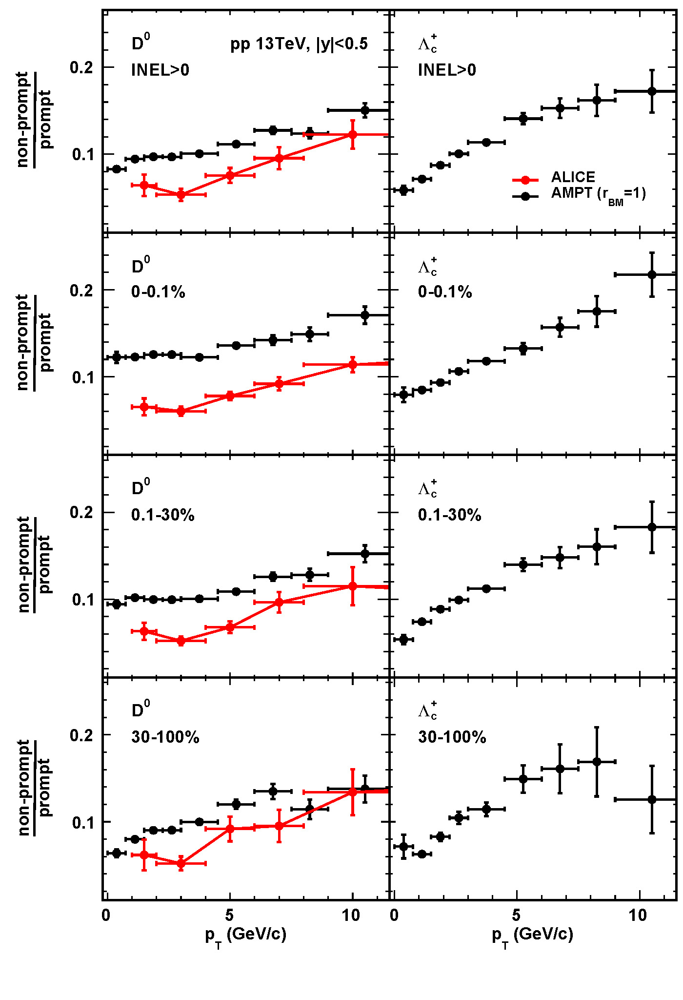 D⁰ pp 13TeV, |y|<0.5
INEL>0
0.2
0.1
non-prompt
prompt
Λc⁺
INEL>0
ALICE
AMPT (rBM=1)
D⁰
0-0.1%
0.2
0.1
non-prompt
prompt
Λc⁺
0-0.1%
D⁰
0.1-30%
0.2
0.1
non-prompt
prompt
Λc⁺
0.1-30%
D⁰
30-100%
0.2
0.1
non-prompt
prompt
Λc⁺
30-100%
0 5 10 0 5 10
pT (GeV/c) pT (GeV/c)